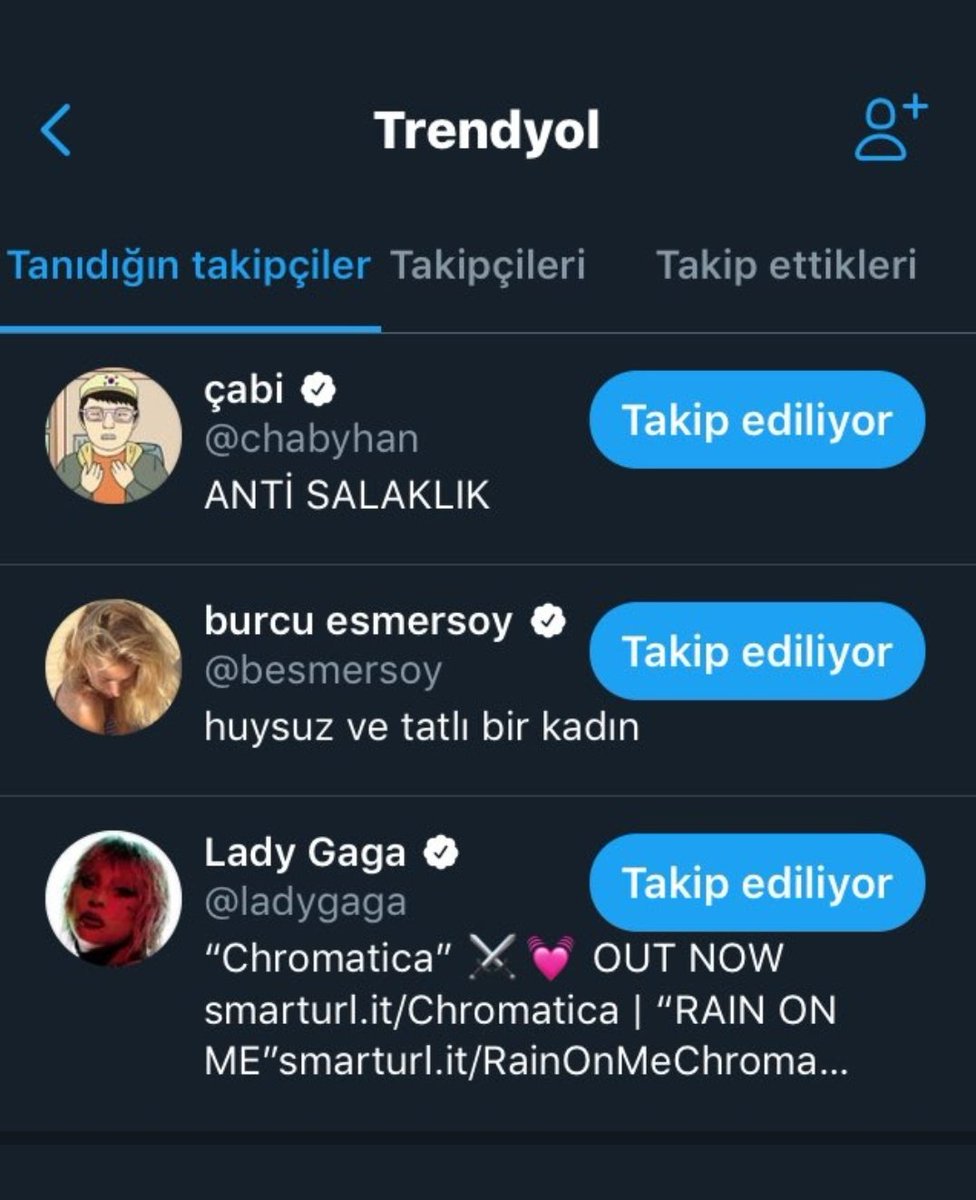 Trendyol
Tanıdığın takipçiler Takipçileri Takip ettikleri
çabi
@chabyhan
Takip ediliyor
ANTİ SALAKLIK
burcu esmersoy
@besmersoy
Takip ediliyor
huysuz ve tatlı bir kadın
Lady Gaga
@ladygaga
Takip ediliyor
“Chromatica” ⚔️💓 OUT NOW
smarturl.it/Chromatica | “RAIN ON
ME”smarturl.it/RainOnMeChroma...